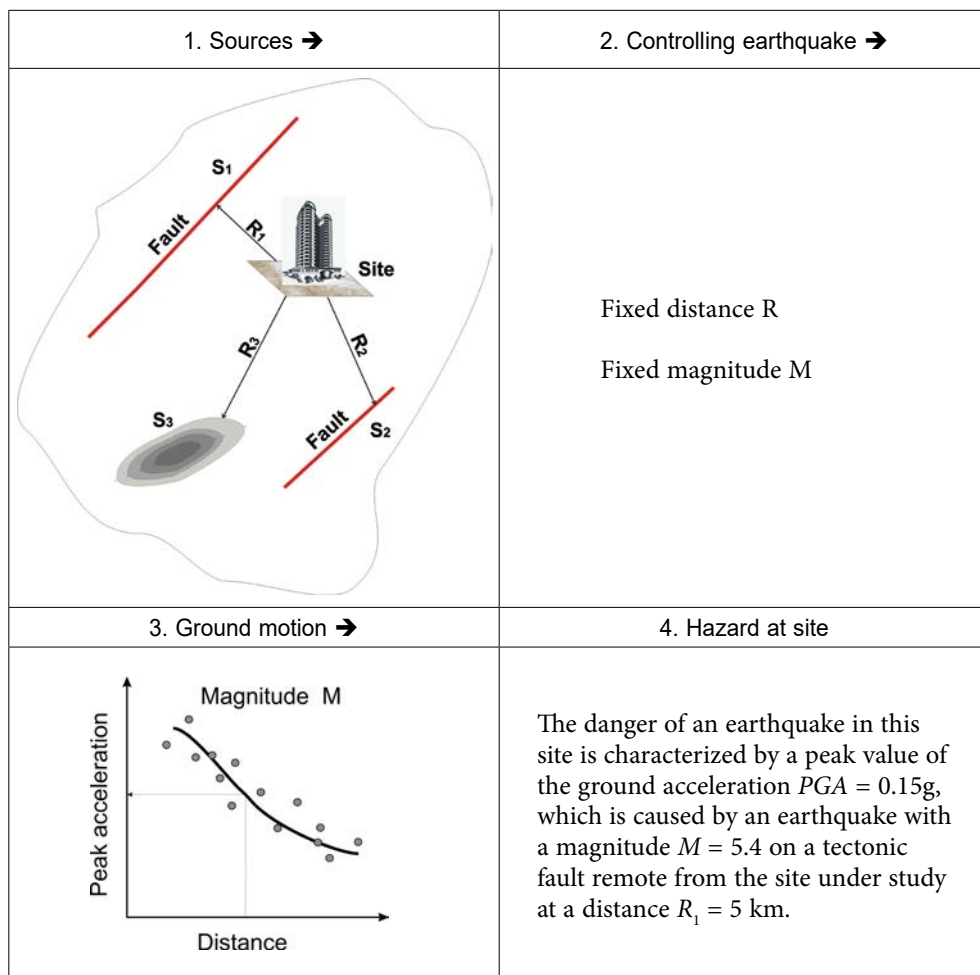 1. Sources ➔
2. Controlling earthquake ➔
S₁
Fault
R₁
Site
R₃
R₂
S₃
Fault
S₂
Fixed distance R
Fixed magnitude M
3. Ground motion ➔
4. Hazard at site
Magnitude M
Peak acceleration
Distance
The danger of an earthquake in this
site is characterized by a peak value of
the ground acceleration PGA = 0.15g,
which is caused by an earthquake with
a magnitude M = 5.4 on a tectonic
fault remote from the site under study
at a distance R₁ = 5 km.